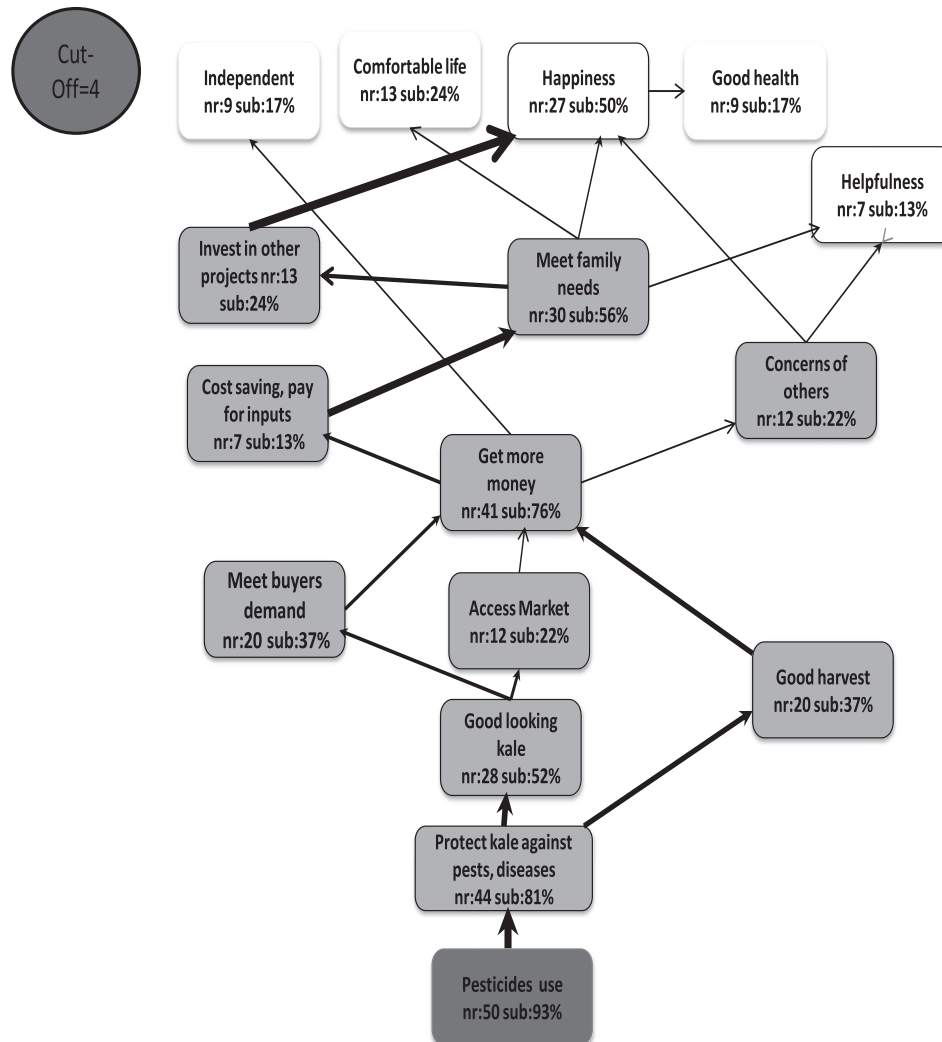 Cut-
Off=4
Independent
nr:9 sub:17%
Comfortable life
nr:13 sub:24%
Happiness
nr:27 sub:50%
Good health
nr:9 sub:17%
Helpfulness
nr:7 sub:13%
Invest in other
projects nr:13
sub:24%
Meet family
needs
nr:30 sub:56%
Concerns of
others
nr:12 sub:22%
Cost saving, pay
for inputs
nr:7 sub:13%
Get more
money
nr:41 sub:76%
Meet buyers
demand
nr:20 sub:37%
Access Market
nr:12 sub:22%
Good harvest
nr:20 sub:37%
Good looking
kale
nr:28 sub:52%
Protect kale against
pests, diseases
nr:44 sub:81%
Pesticides use
nr:50 sub:93%